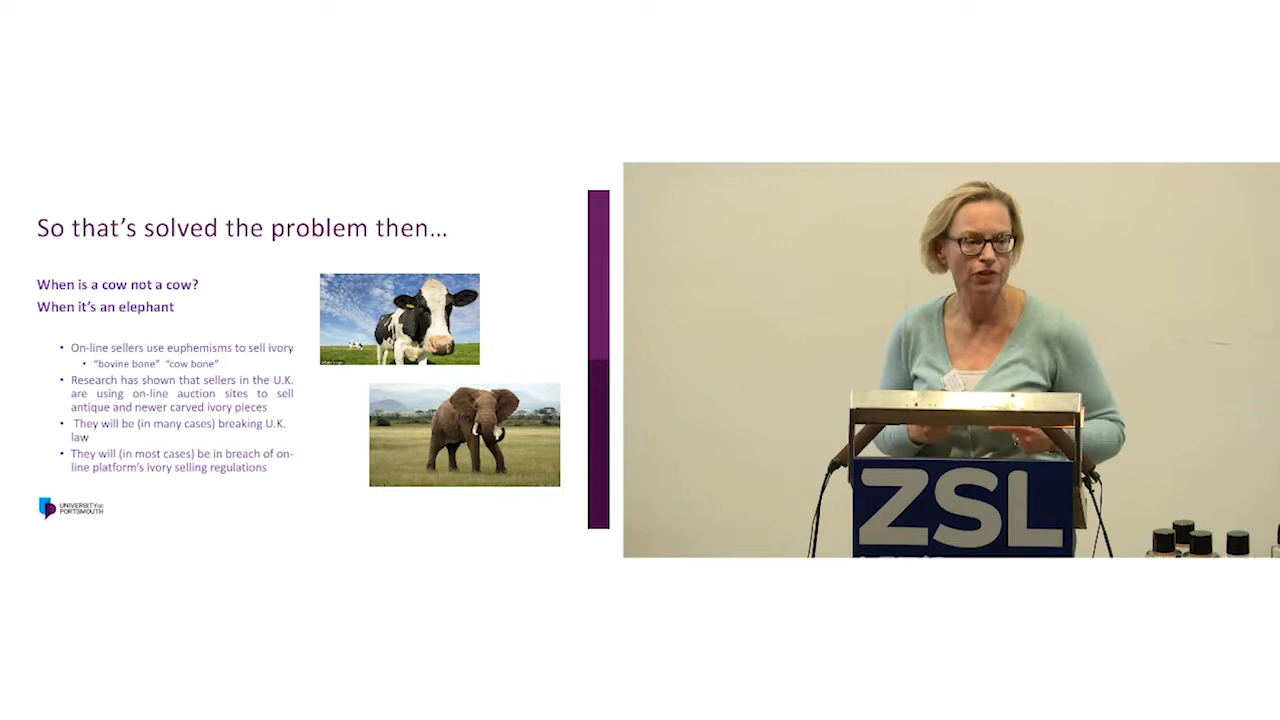 So that's solved the problem then...
When is a cow not a cow?
When it's an elephant
• On-line sellers use euphemisms to sell ivory
• "bovine bone" "cow bone"
• Research has shown that sellers in the U.K.
are using on-line auction sites to sell
antique and newer carved ivory pieces
• They will be (in many cases) breaking U.K.
law
• They will (in most cases) be in breach of on-
line platform's ivory selling regulations
UNIVERSITY OF
PORTSMOUTH
ZSL